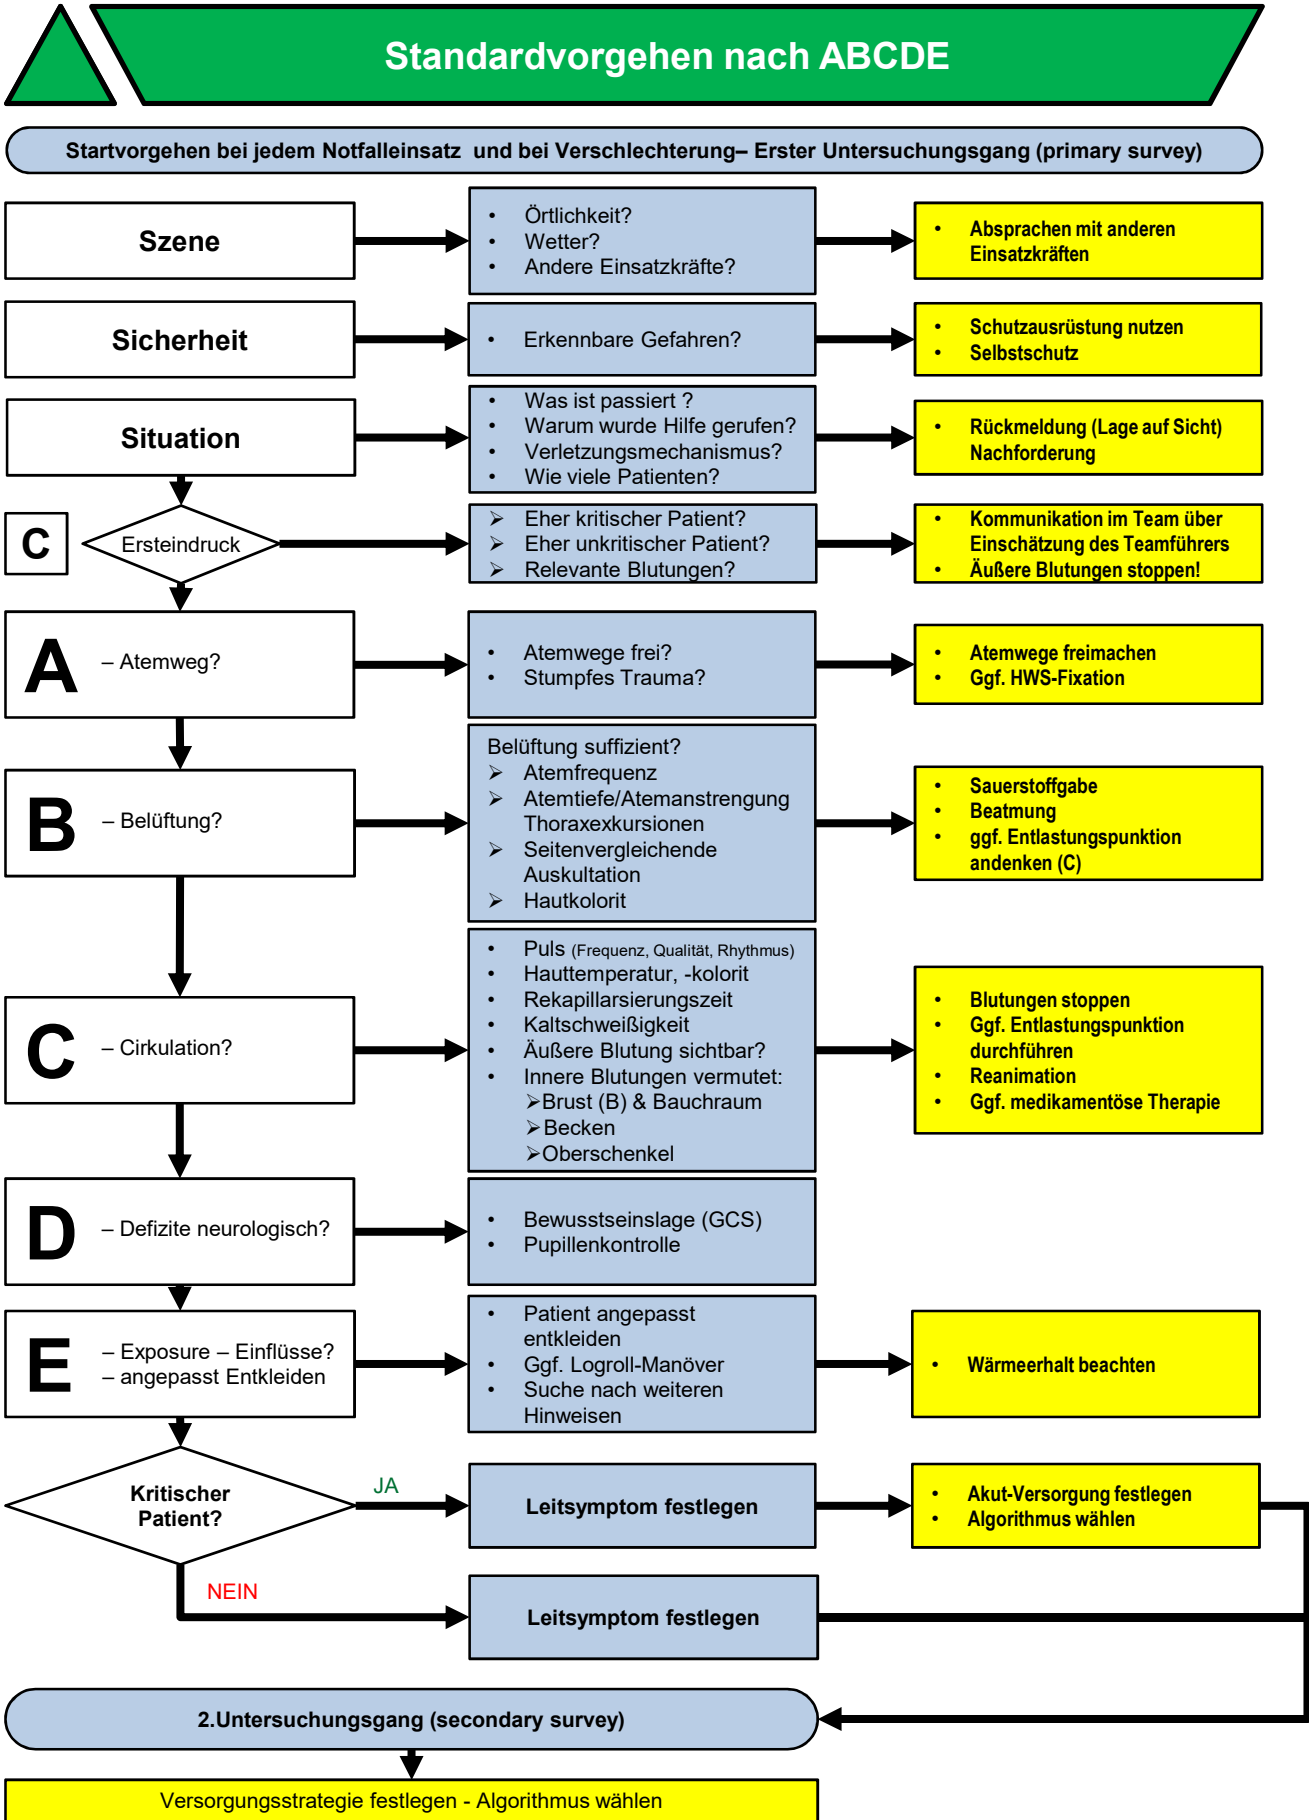 Standardvorgehen nach ABCDE
Startvorgehen bei jedem Notfalleinsatz und bei Verschlechterung– Erster Untersuchungsgang (primary survey)
Szene
• Örtlichkeit?
• Wetter?
• Andere Einsatzkräfte?
• Absprachen mit anderen
Einsatzkräften
Sicherheit
• Erkennbare Gefahren?
• Schutzausrüstung nutzen
• Selbstschutz
Situation
• Was ist passiert ?
• Warum wurde Hilfe gerufen?
• Verletzungsmechanismus?
• Wie viele Patienten?
• Rückmeldung (Lage auf Sicht)
Nachforderung
C
Ersteindruck
➢ Eher kritischer Patient?
➢ Eher unkritischer Patient?
➢ Relevante Blutungen?
• Kommunikation im Team über
Einschätzung des Teamführers
• Äußere Blutungen stoppen!
A – Atemweg?
• Atemwege frei?
• Stumpfes Trauma?
• Atemwege freimachen
• Ggf. HWS-Fixation
B – Belüftung?
Belüftung suffizient?
➢ Atemfrequenz
➢ Atemtiefe/Atemanstrengung
Thoraxexkursionen
➢ Seitenvergleichende
Auskultation
➢ Hautkolorit
• Sauerstoffgabe
• Beatmung
• ggf. Entlastungspunktion
andenken (C)
C – Cirkulation?
• Puls (Frequenz, Qualität, Rhythmus)
• Hauttemperatur, -kolorit
• Rekapillarsierungszeit
• Kaltschweißigkeit
• Äußere Blutung sichtbar?
• Innere Blutungen vermutet:
➢Brust (B) & Bauchraum
➢Becken
➢Oberschenkel
• Blutungen stoppen
• Ggf. Entlastungspunktion
durchführen
• Reanimation
• Ggf. medikamentöse Therapie
D – Defizite neurologisch?
• Bewusstseinslage (GCS)
• Pupillenkontrolle
E – Exposure – Einflüsse?
– angepasst Entkleiden
• Patient angepasst
entkleiden
• Ggf. Logroll-Manöver
• Suche nach weiteren
Hinweisen
• Wärmeerhalt beachten
Kritischer
Patient?
JA
Leitsymptom festlegen
• Akut-Versorgung festlegen
• Algorithmus wählen
NEIN
Leitsymptom festlegen
2.Untersuchungsgang (secondary survey)
Versorgungsstrategie festlegen - Algorithmus wählen